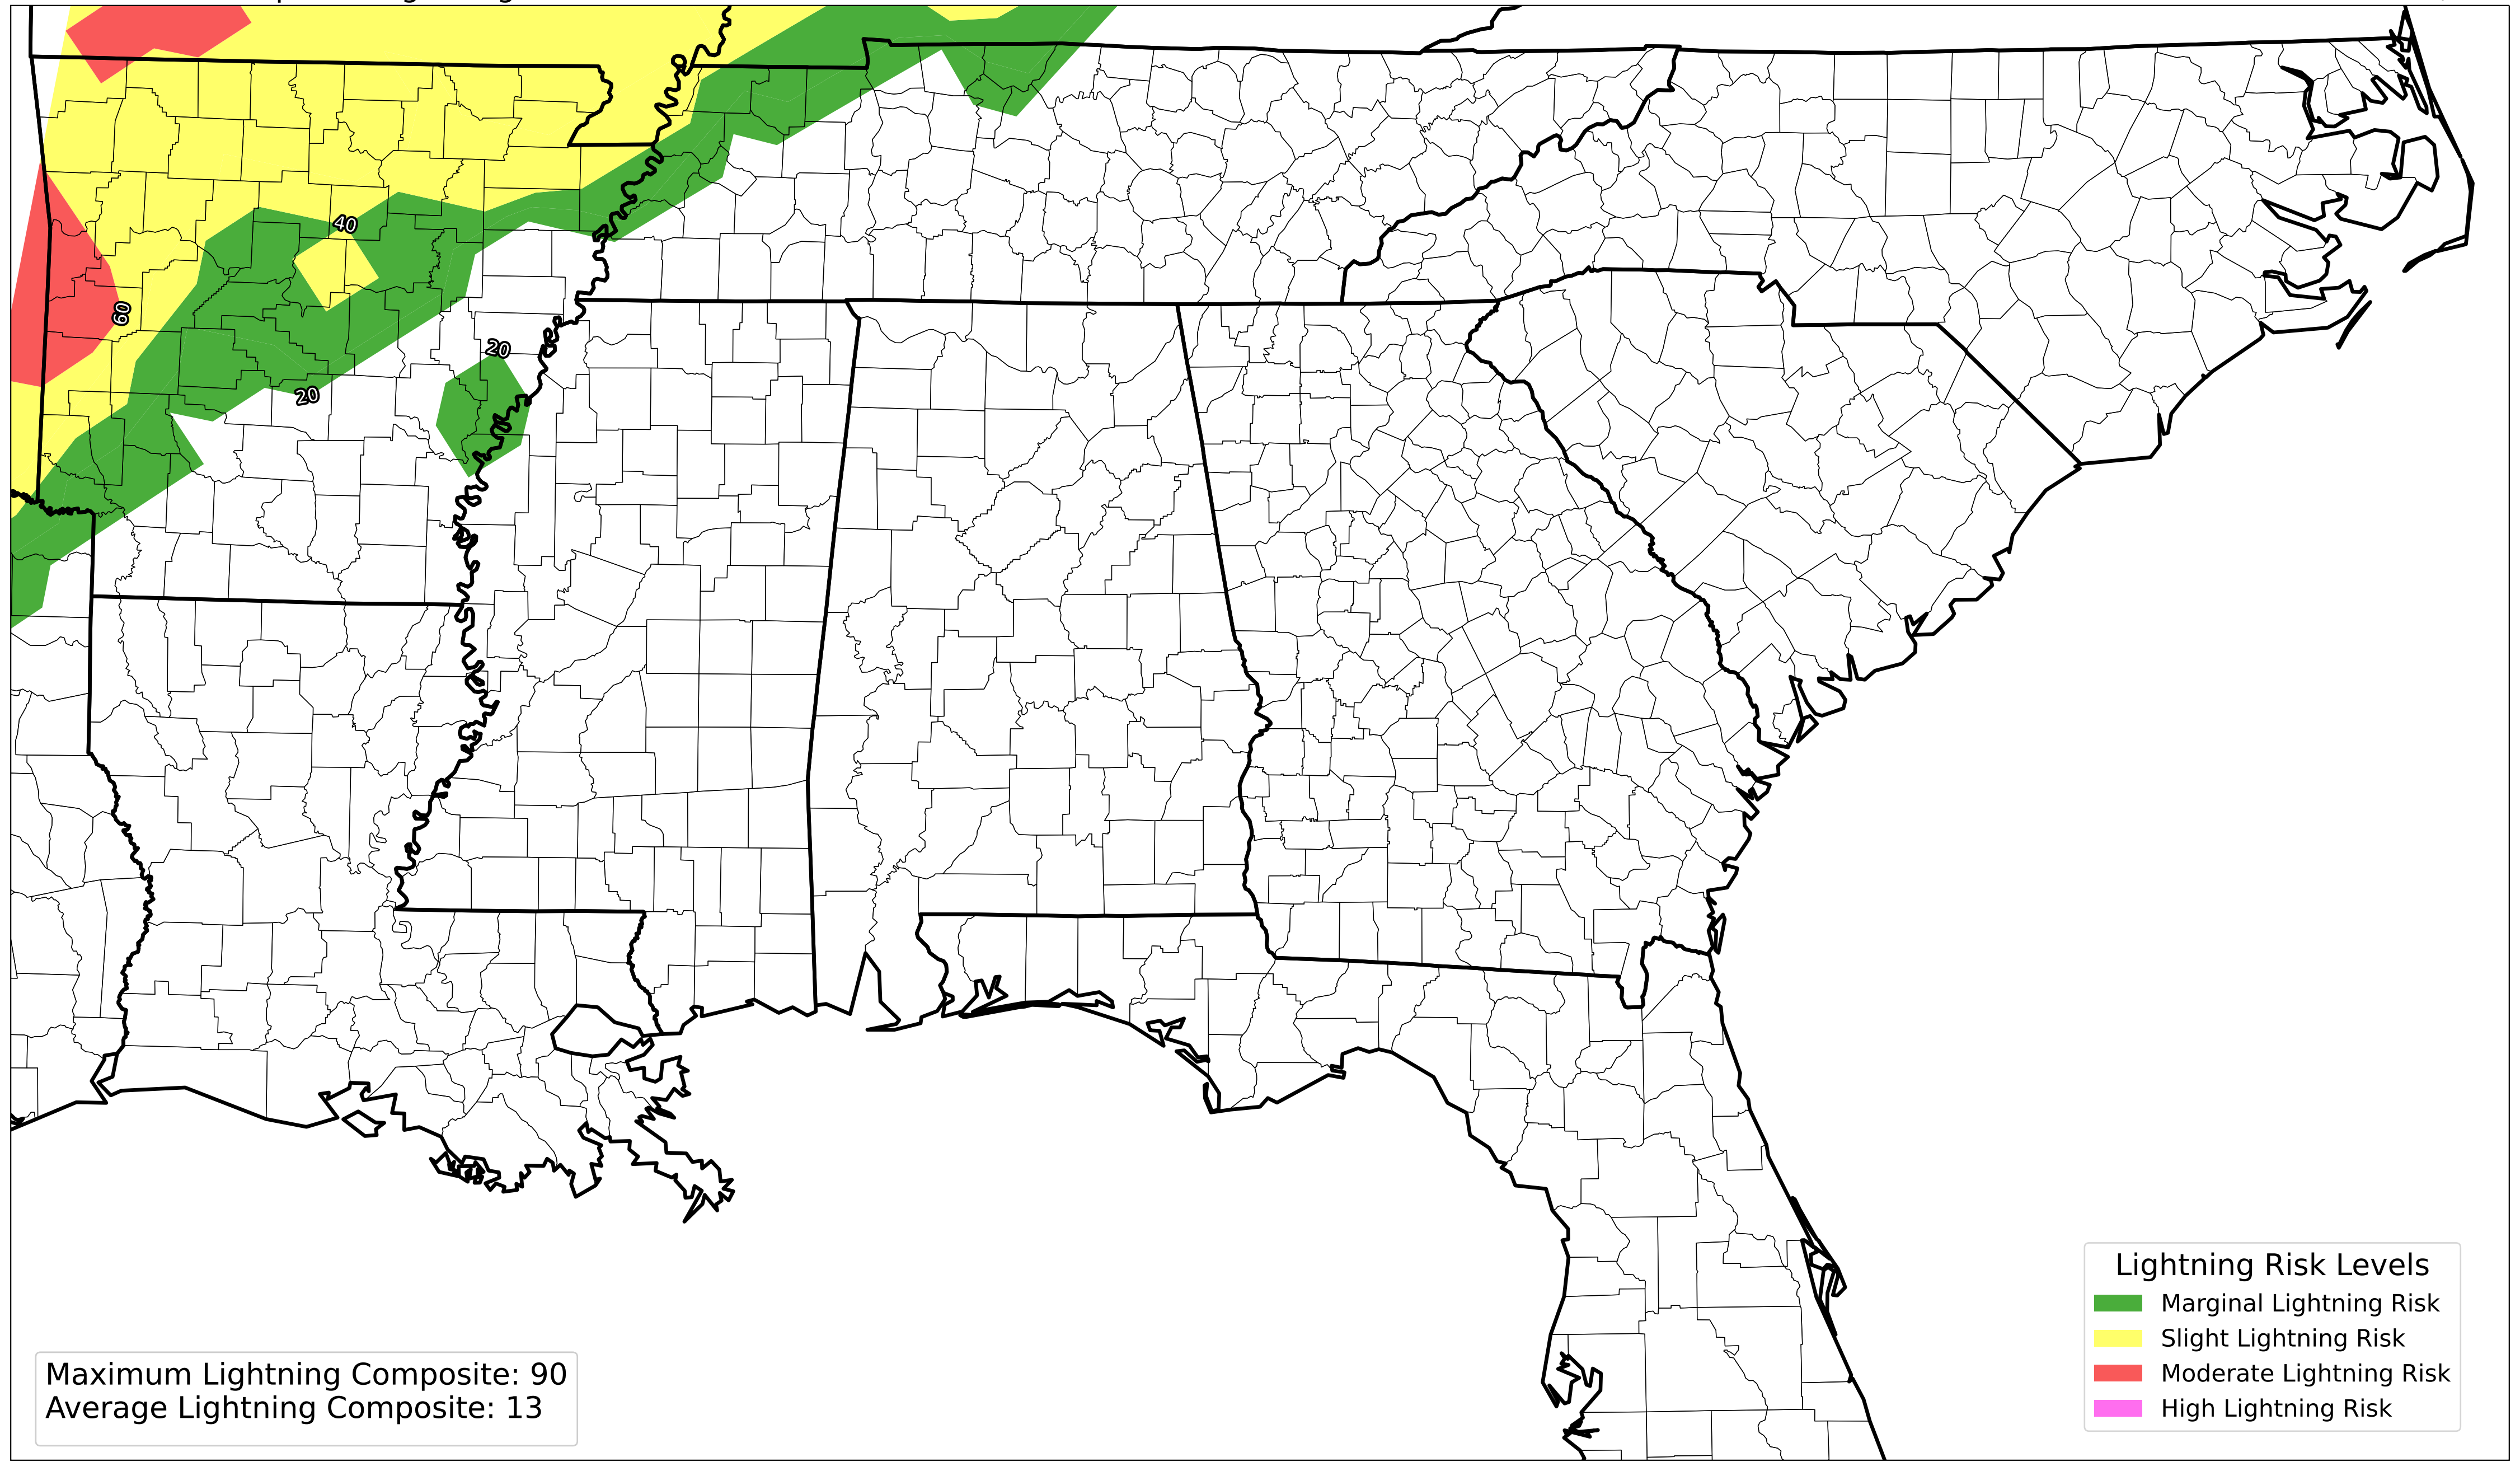 40
60
20
20
Lightning Risk Levels
Marginal Lightning Risk
Slight Lightning Risk
Moderate Lightning Risk
High Lightning Risk
Maximum Lightning Composite: 90
Average Lightning Composite: 13